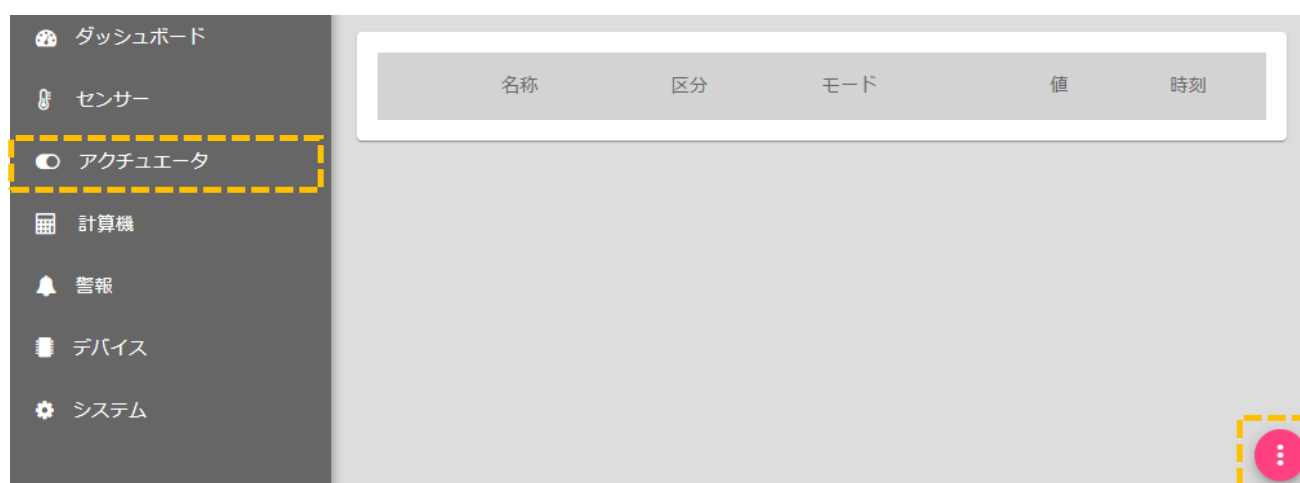 ダッシュボード
センサー
アクチュエータ
計算機
警報
デバイス
システム
名称 区分 モード 値 時刻